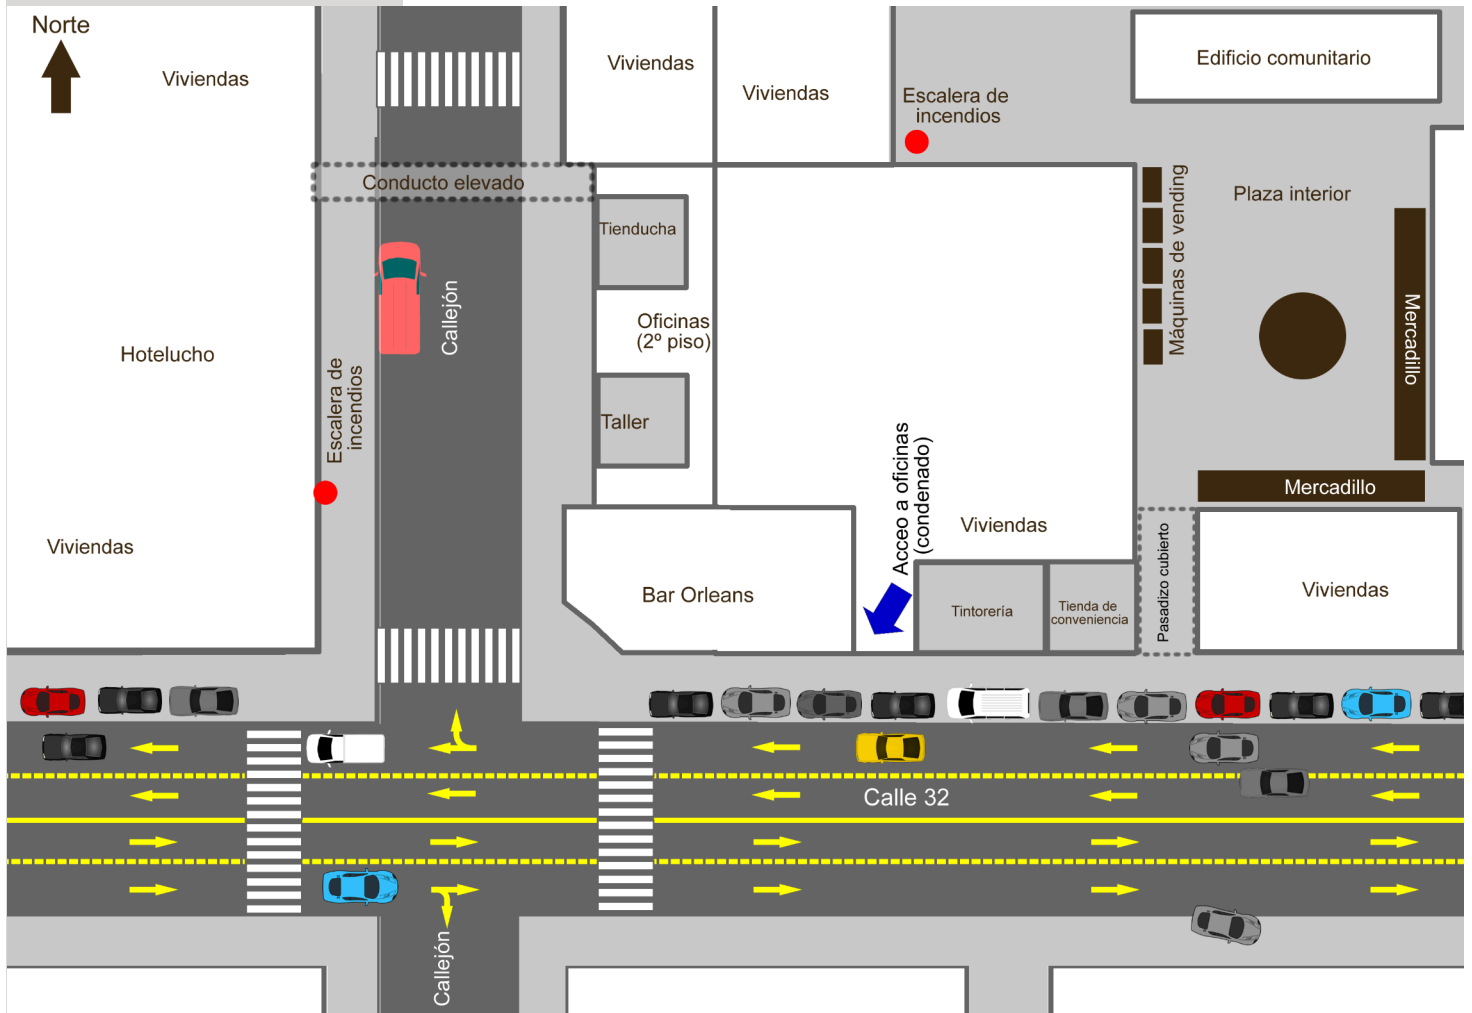 Norte
Viviendas
Viviendas
Viviendas
Edificio comunitario
Escalera de
incendios
Conducto elevado
Plaza interior
Máquinas de vending
Tienducha
Callejón
Oficinas
(2º piso)
Mercadillo
Hotelucho
Escalera de
incendios
Taller
Acceo a oficinas
(condenado)
Mercadillo
Viviendas
Viviendas
Bar Orleans
Tintorería
Tienda de
conveniencia
Pasadizo cubierto
Viviendas
Calle 32
Callejón